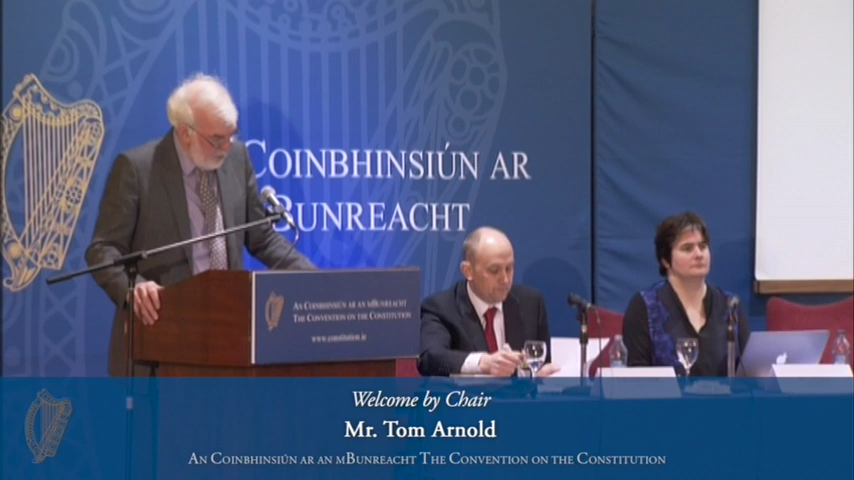 COINBHINSIÚN AR
BUNREACHT
AN COINBHINSIÚN AR AN MBUNREACHT
THE CONVENTION ON THE CONSTITUTION
www.constitution.ie
Welcome by Chair
Mr. Tom Arnold
AN COINBHINSIÚN AR AN MBUNREACHT THE CONVENTION ON THE CONSTITUTION